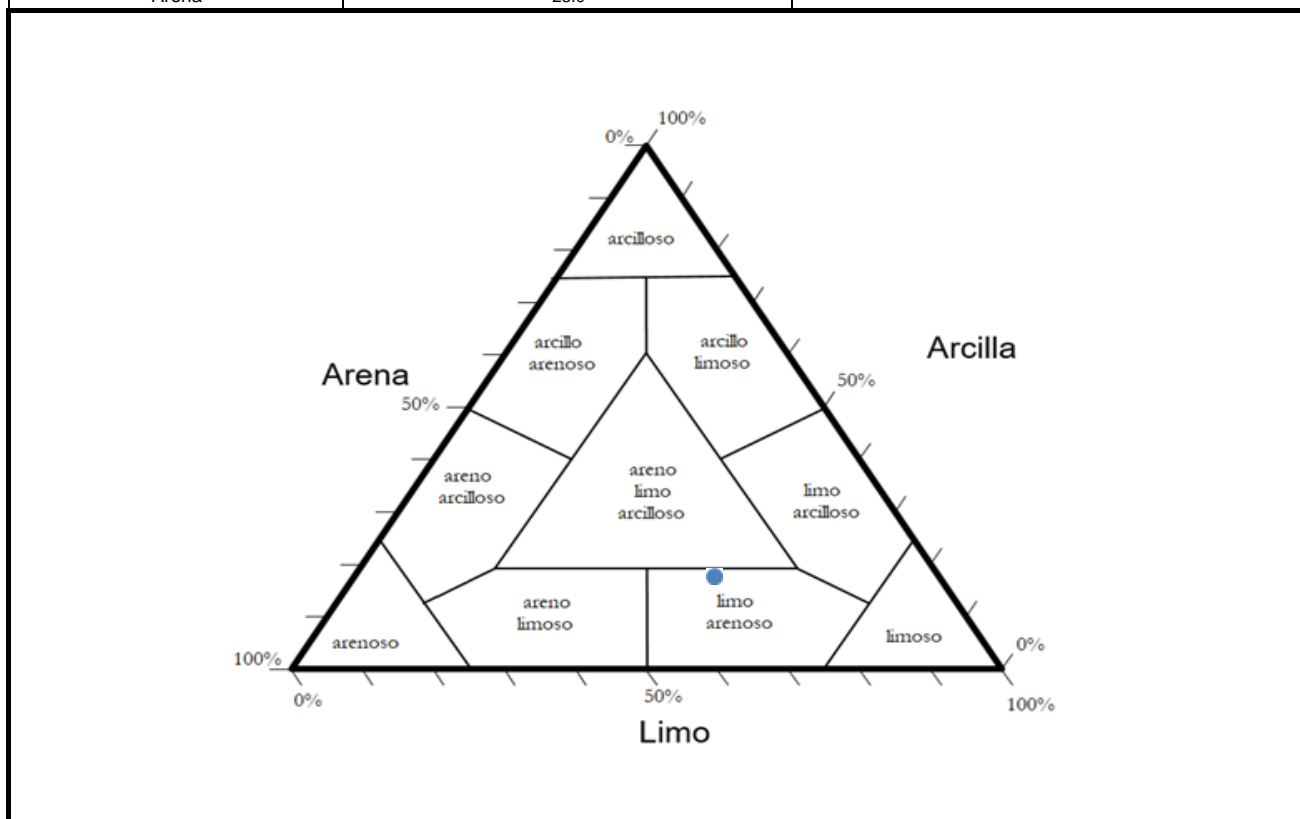 100%
0%
arcilloso
arcillo
arenoso
arcillo
limoso
Arcilla
Arena
50%
50%
areno
limo
arcilloso
areno
arcilloso
limo
arcilloso
areno
limoso
limo
arenoso
arenoso
limoso
100%
0%
0%
50%
100%
Limo